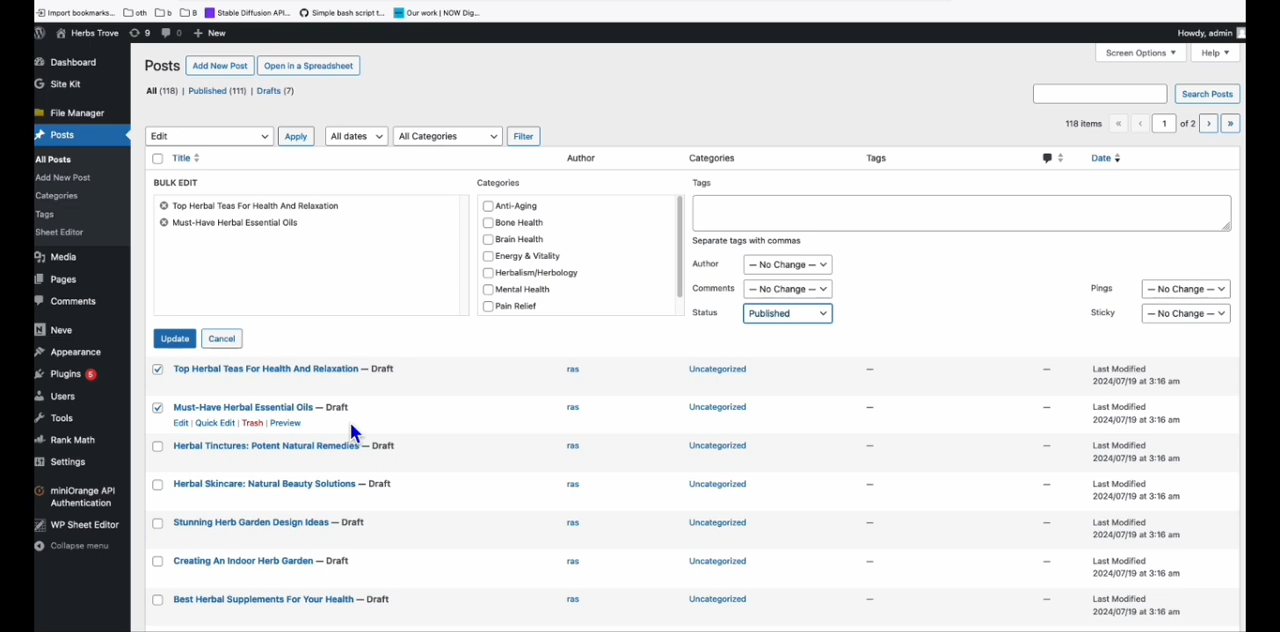 Import bookmarks... oth b 8 Stable Diffusion API... Simple bash script t... Our work | NOW Dig...
Herbs Trove 9 0 + New Howdy, admin
Screen Options Help
Dashboard
Site Kit
File Manager
Posts
All Posts
Add New Post
Categories
Tags
Sheet Editor
Media
Pages
Comments
Neve
Appearance
Plugins 5
Users
Tools
Rank Math
Settings
miniOrange API
Authentication
WP Sheet Editor
Collapse menu
Posts Add New Post Open in a Spreadsheet
All (118) | Published (111) | Drafts (7)
Search Posts
Edit Apply All dates All Categories Filter
118 items « ‹ 1 of 2 › »
Title Author Categories Tags Date
BULK EDIT
Top Herbal Teas For Health And Relaxation
Must-Have Herbal Essential Oils
Categories
Anti-Aging
Bone Health
Brain Health
Energy & Vitality
Herbalism/Herbology
Mental Health
Pain Relief
Tags
Separate tags with commas
Author — No Change —
Comments — No Change — Pings — No Change —
Status Published Sticky — No Change —
Update Cancel
Top Herbal Teas For Health And Relaxation — Draft ras Uncategorized — — Last Modified
2024/07/19 at 3:16 am
Must-Have Herbal Essential Oils — Draft ras Uncategorized — — Last Modified
Edit | Quick Edit | Trash | Preview 2024/07/19 at 3:16 am
Herbal Tinctures: Potent Natural Remedies — Draft ras Uncategorized — — Last Modified
2024/07/19 at 3:16 am
Herbal Skincare: Natural Beauty Solutions — Draft ras Uncategorized — — Last Modified
2024/07/19 at 3:16 am
Stunning Herb Garden Design Ideas — Draft ras Uncategorized — — Last Modified
2024/07/19 at 3:16 am
Creating An Indoor Herb Garden — Draft ras Uncategorized — — Last Modified
2024/07/19 at 3:16 am
Best Herbal Supplements For Your Health — Draft ras Uncategorized — — Last Modified
2024/07/19 at 3:16 am